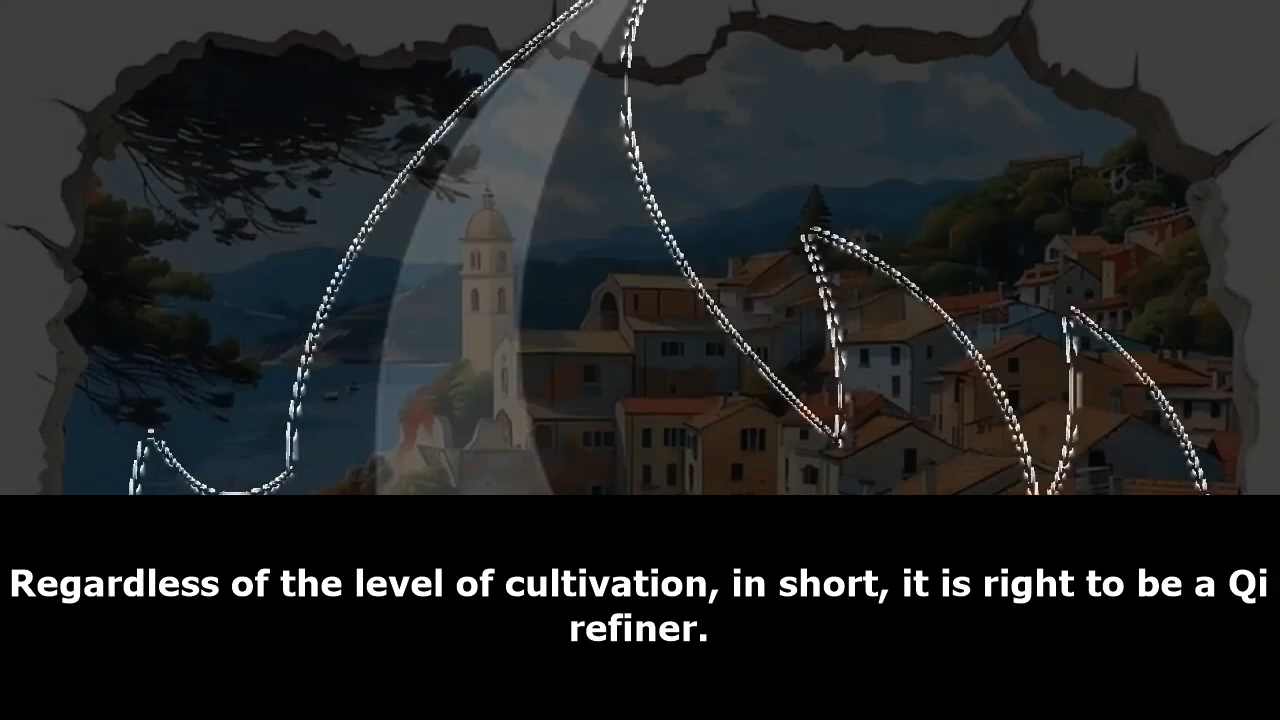 Regardless of the level of cultivation, in short, it is right to be a Qi
refiner.